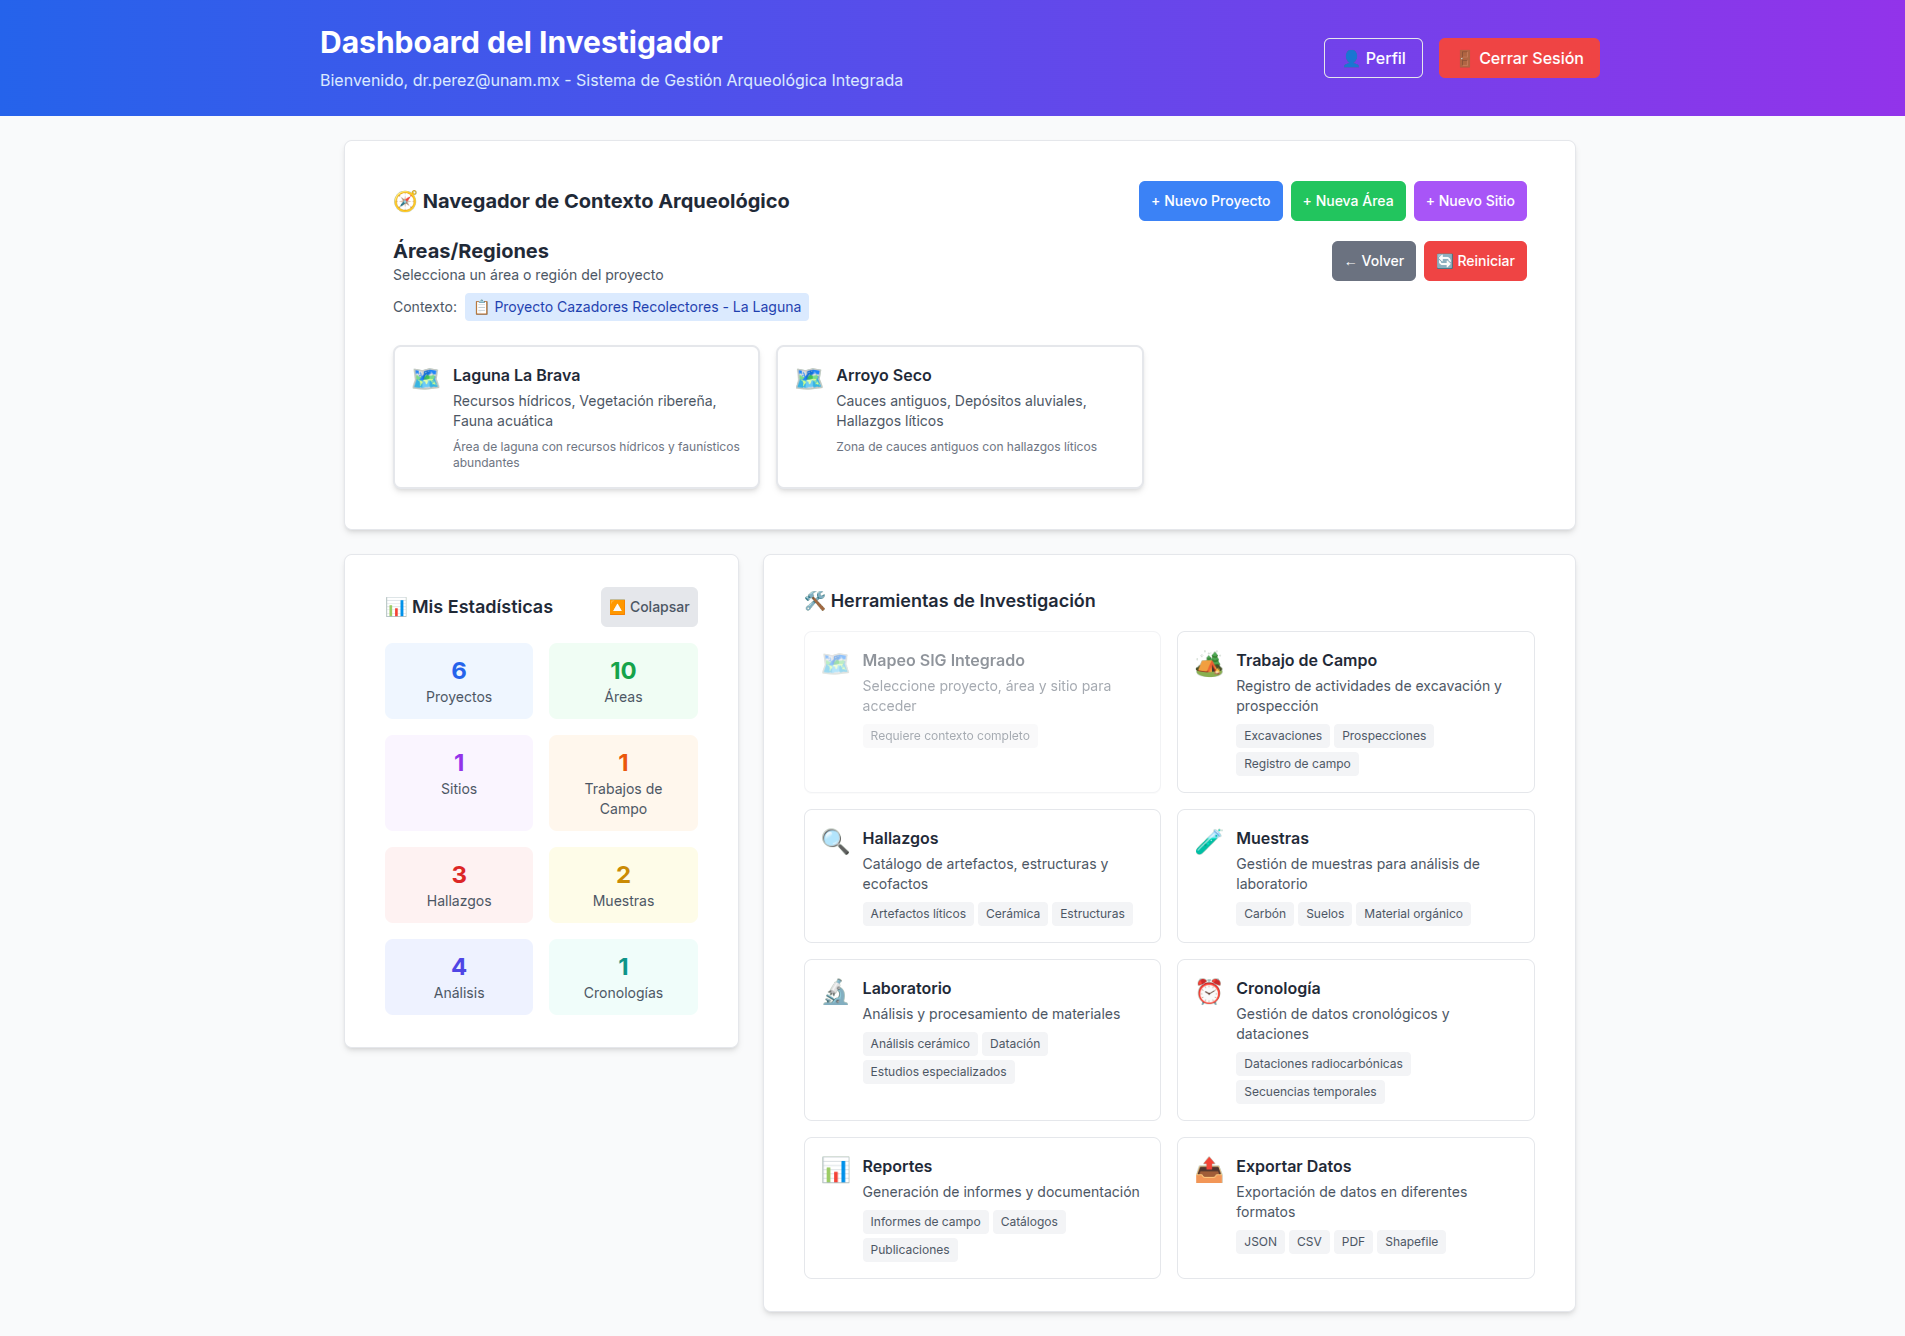 Dashboard del Investigador
Bienvenido, dr.perez@unam.mx - Sistema de Gestión Arqueológica Integrada
Perfil
Cerrar Sesión
Navegador de Contexto Arqueológico
+ Nuevo Proyecto
+ Nueva Área
+ Nuevo Sitio
Áreas/Regiones
Selecciona un área o región del proyecto
← Volver
Reiniciar
Contexto: Proyecto Cazadores Recolectores - La Laguna
Laguna La Brava
Recursos hídricos, Vegetación ribereña,
Fauna acuática
Área de laguna con recursos hídricos y faunísticos
abundantes
Arroyo Seco
Cauces antiguos, Depósitos aluviales,
Hallazgos líticos
Zona de cauces antiguos con hallazgos líticos
Mis Estadísticas
Colapsar
6
Proyectos
10
Áreas
1
Sitios
1
Trabajos de
Campo
3
Hallazgos
2
Muestras
4
Análisis
1
Cronologías
Herramientas de Investigación
Mapeo SIG Integrado
Seleccione proyecto, área y sitio para
acceder
Requiere contexto completo
Trabajo de Campo
Registro de actividades de excavación y
prospección
Excavaciones Prospecciones
Registro de campo
Hallazgos
Catálogo de artefactos, estructuras y
ecofactos
Artefactos líticos Cerámica Estructuras
Muestras
Gestión de muestras para análisis de
laboratorio
Carbón Suelos Material orgánico
Laboratorio
Análisis y procesamiento de materiales
Análisis cerámico Datación
Estudios especializados
Cronología
Gestión de datos cronológicos y
dataciones
Dataciones radiocarbónicas
Secuencias temporales
Reportes
Generación de informes y documentación
Informes de campo Catálogos
Publicaciones
Exportar Datos
Exportación de datos en diferentes
formatos
JSON CSV PDF Shapefile